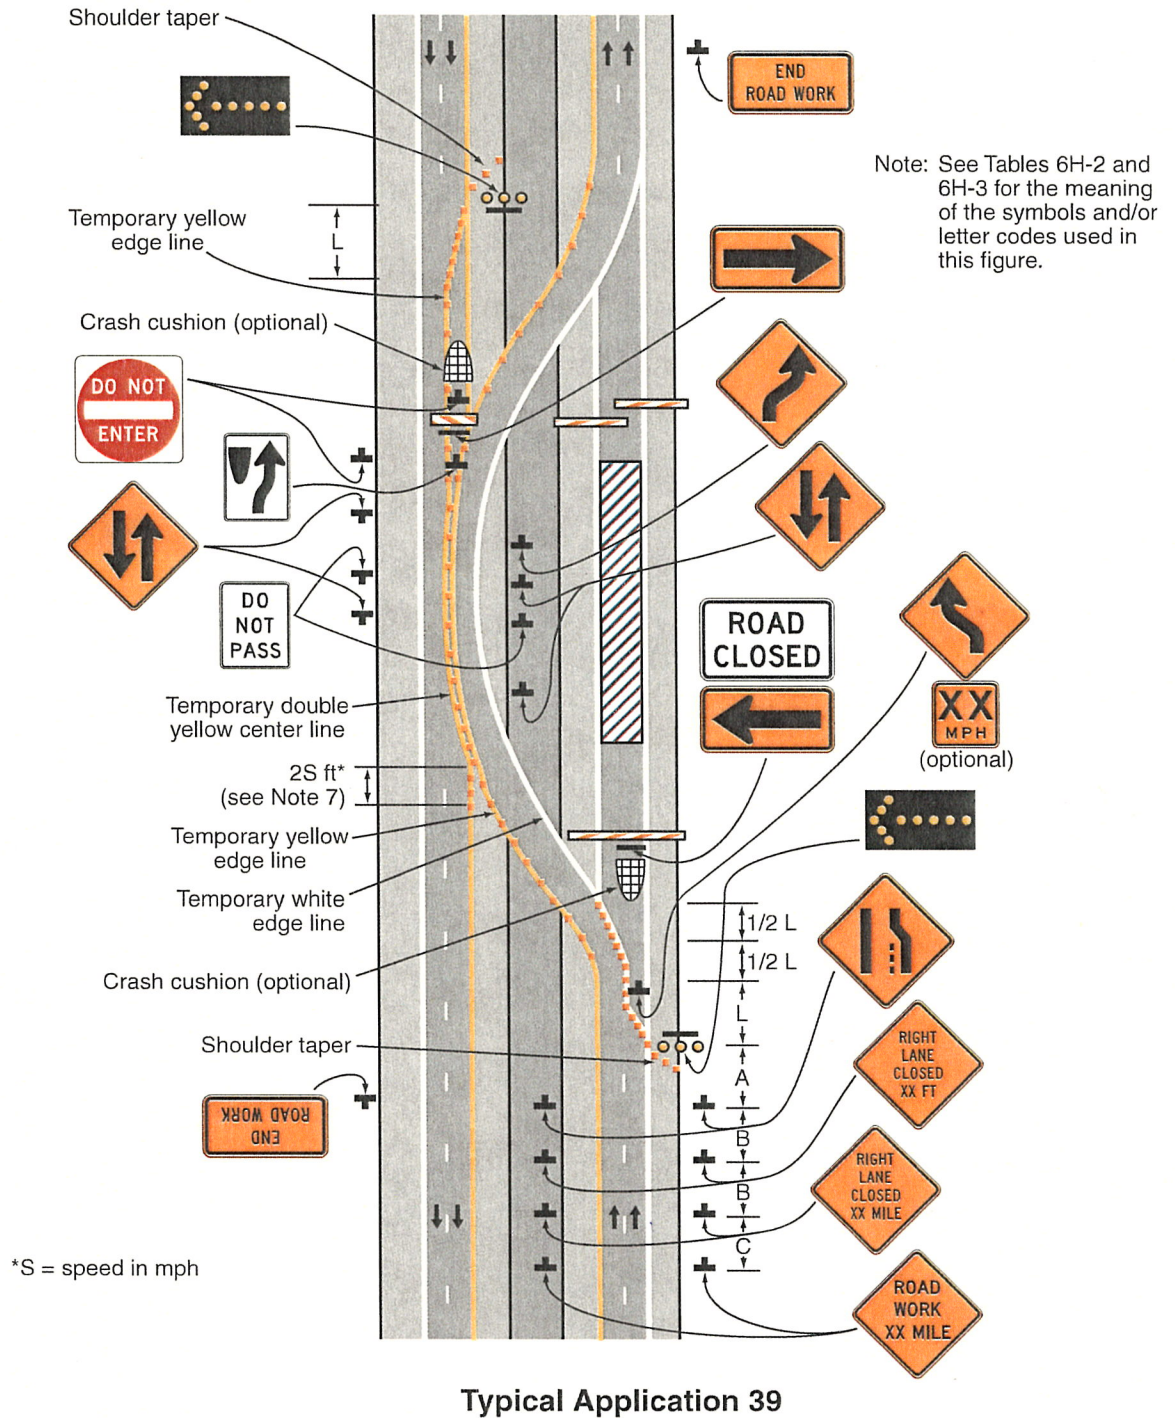 Shoulder taper
END
ROAD WORK
Note: See Tables 6H-2 and
6H-3 for the meaning
of the symbols and/or
letter codes used in
this figure.
Temporary yellow
edge line
L
Crash cushion (optional)
DO NOT
ENTER
DO
NOT
PASS
ROAD
CLOSED
XX
MPH
(optional)
Temporary double
yellow center line
2S ft*
(see Note 7)
Temporary yellow
edge line
Temporary white
edge line
Crash cushion (optional)
1/2 L
1/2 L
L
Shoulder taper
A
RIGHT
LANE
CLOSED
XX FT
END
ROAD WORK
B
B
RIGHT
LANE
CLOSED
XX MILE
C
*S = speed in mph
ROAD
WORK
XX MILE
Typical Application 39